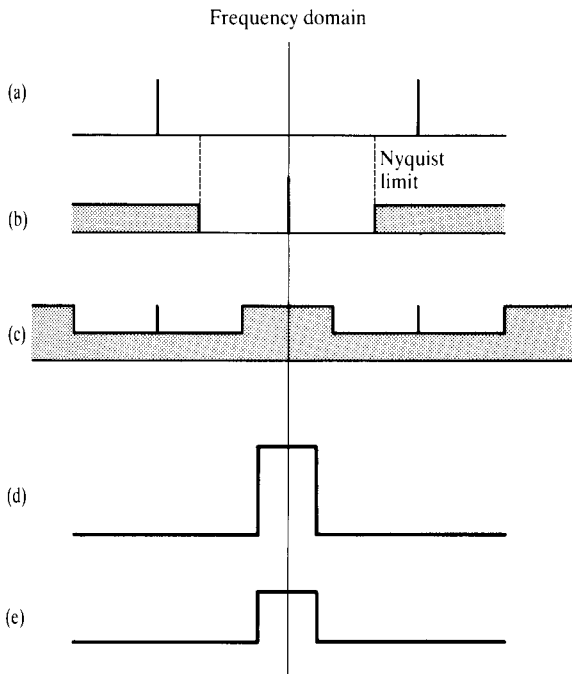 Frequency domain
(a)
Nyquist
limit
(b)
(c)
(d)
(e)